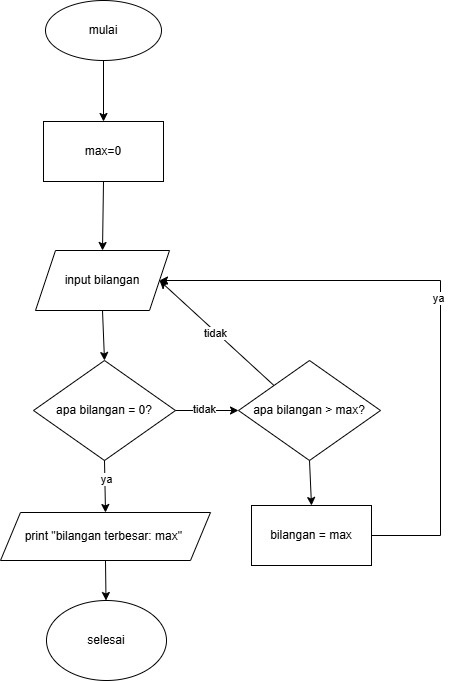 mulai
max=0
input bilangan
ya
tidak
apa bilangan = 0?
tidak
apa bilangan > max?
ya
print "bilangan terbesar: max"
bilangan = max
selesai